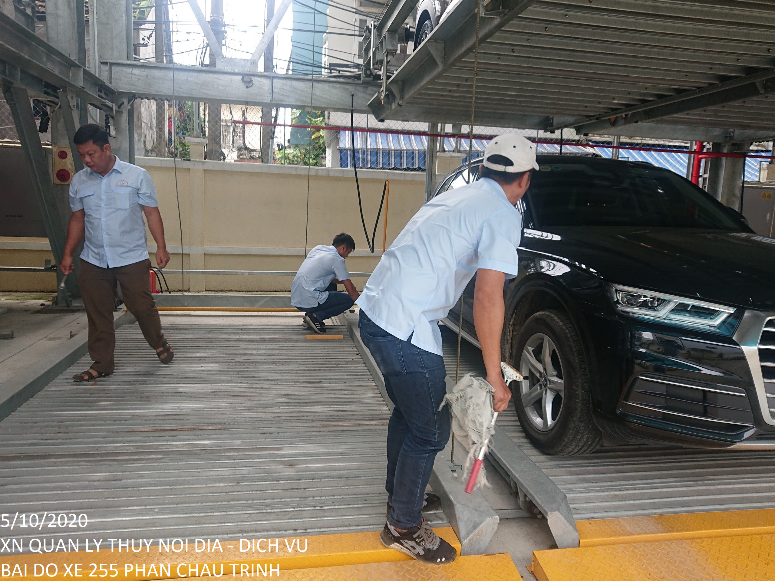 5/10/2020
XN QUAN LY THUY NOI DIA - DICH VU
BAI DO XE 255 PHAN CHAU TRINH